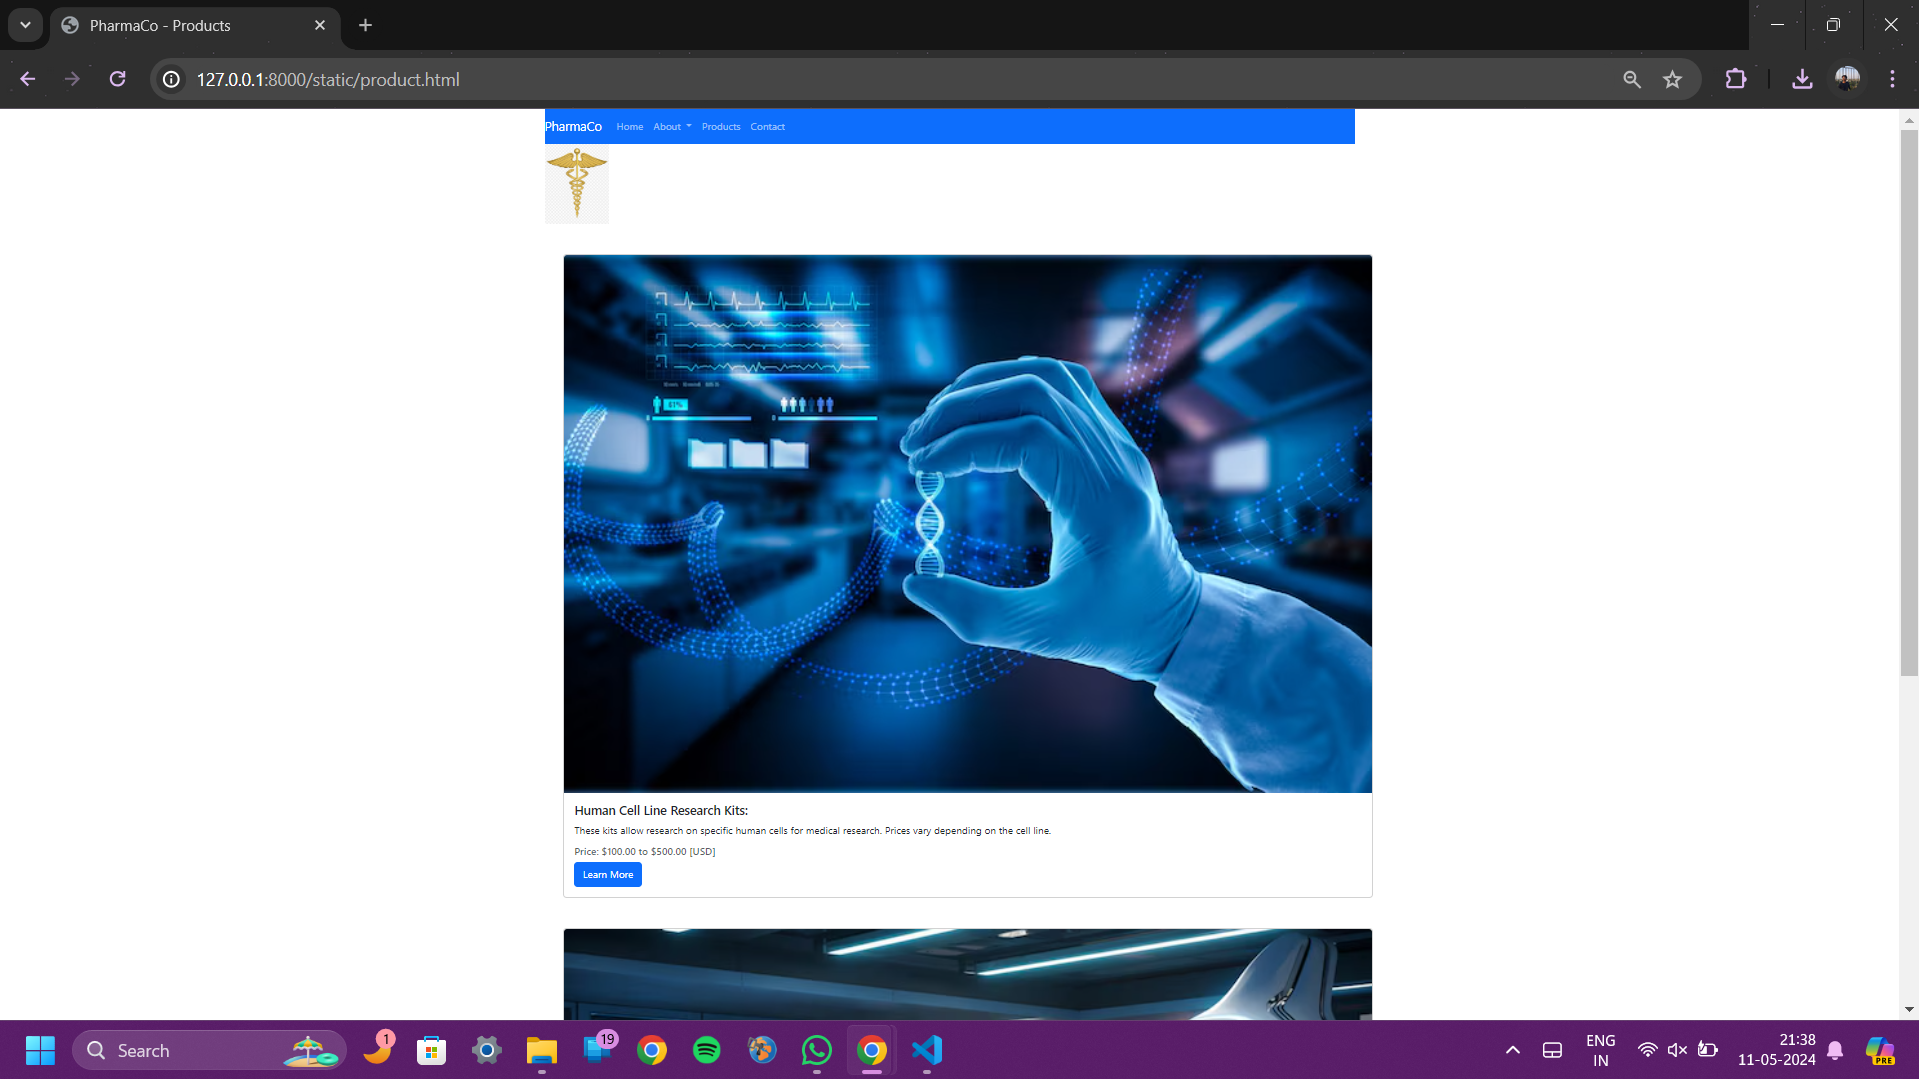 PharmaCo - Products
127.0.0.1:8000/static/product.html
PharmaCo Home About Products Contact
61%
Human Cell Line Research Kits:
These kits allow research on specific human cells for medical research. Prices vary depending on the cell line.
Price: $100.00 to $500.00 [USD]
Learn More
Search
1
19
PRE
ENG
IN
21:38
11-05-2024